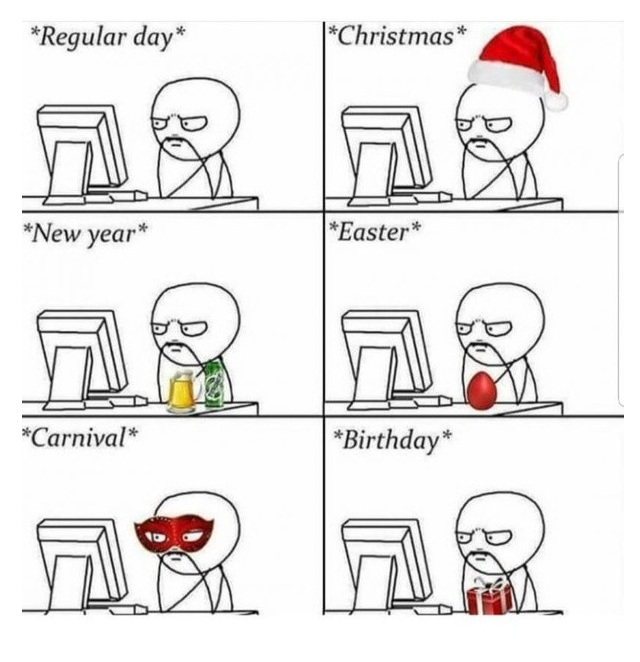 *Regular day*
*Christmas*
*New year*
*Easter*
*Carnival*
*Birthday*